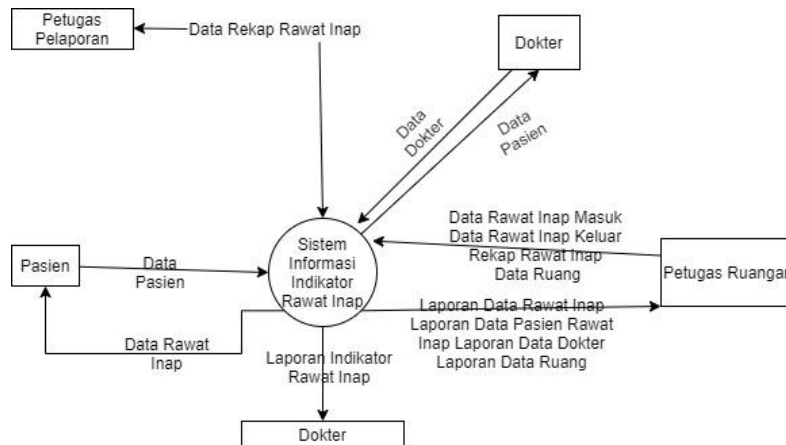 Petugas
Pelaporan
Data Rekap Rawat Inap
Dokter
Data
Dokter
Data
Pasien
Data Rawat Inap Masuk
Data Rawat Inap Keluar
Rekap Rawat Inap
Data Ruang
Sistem
Informasi
Indikator
Rawat Inap
Pasien
Data
Pasien
Petugas Ruangan
Laporan Data Rawat Inap
Laporan Data Pasien Rawat
Inap Laporan Data Dokter
Laporan Data Ruang
Data Rawat
Inap
Laporan Indikator
Rawat Inap
Dokter